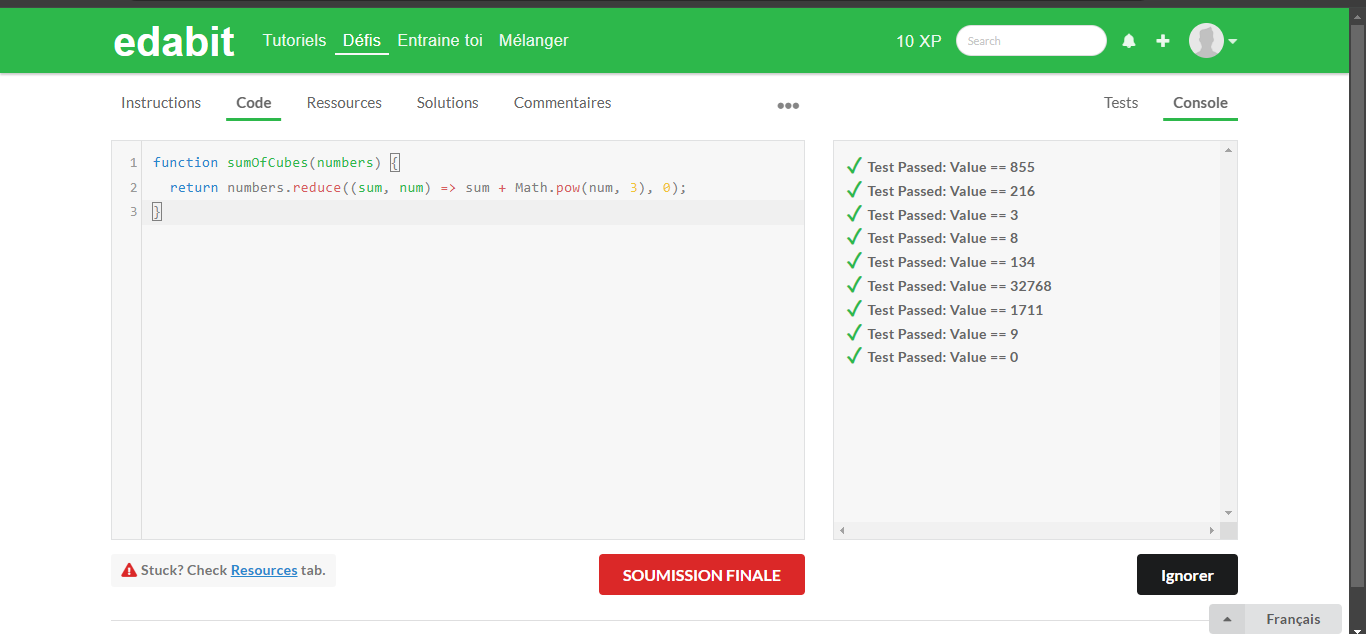 edabit Tutoriels Défis Entraine toi Mélanger 10 XP Search
Instructions Code Ressources Solutions Commentaires ••• Tests Console
1 function sumOfCubes(numbers) {
2 return numbers.reduce((sum, num) => sum + Math.pow(num, 3), 0);
3 }
Test Passed: Value == 855
Test Passed: Value == 216
Test Passed: Value == 3
Test Passed: Value == 8
Test Passed: Value == 134
Test Passed: Value == 32768
Test Passed: Value == 1711
Test Passed: Value == 9
Test Passed: Value == 0
Stuck? Check Resources tab.
SOUMISSION FINALE
Ignorer
Français